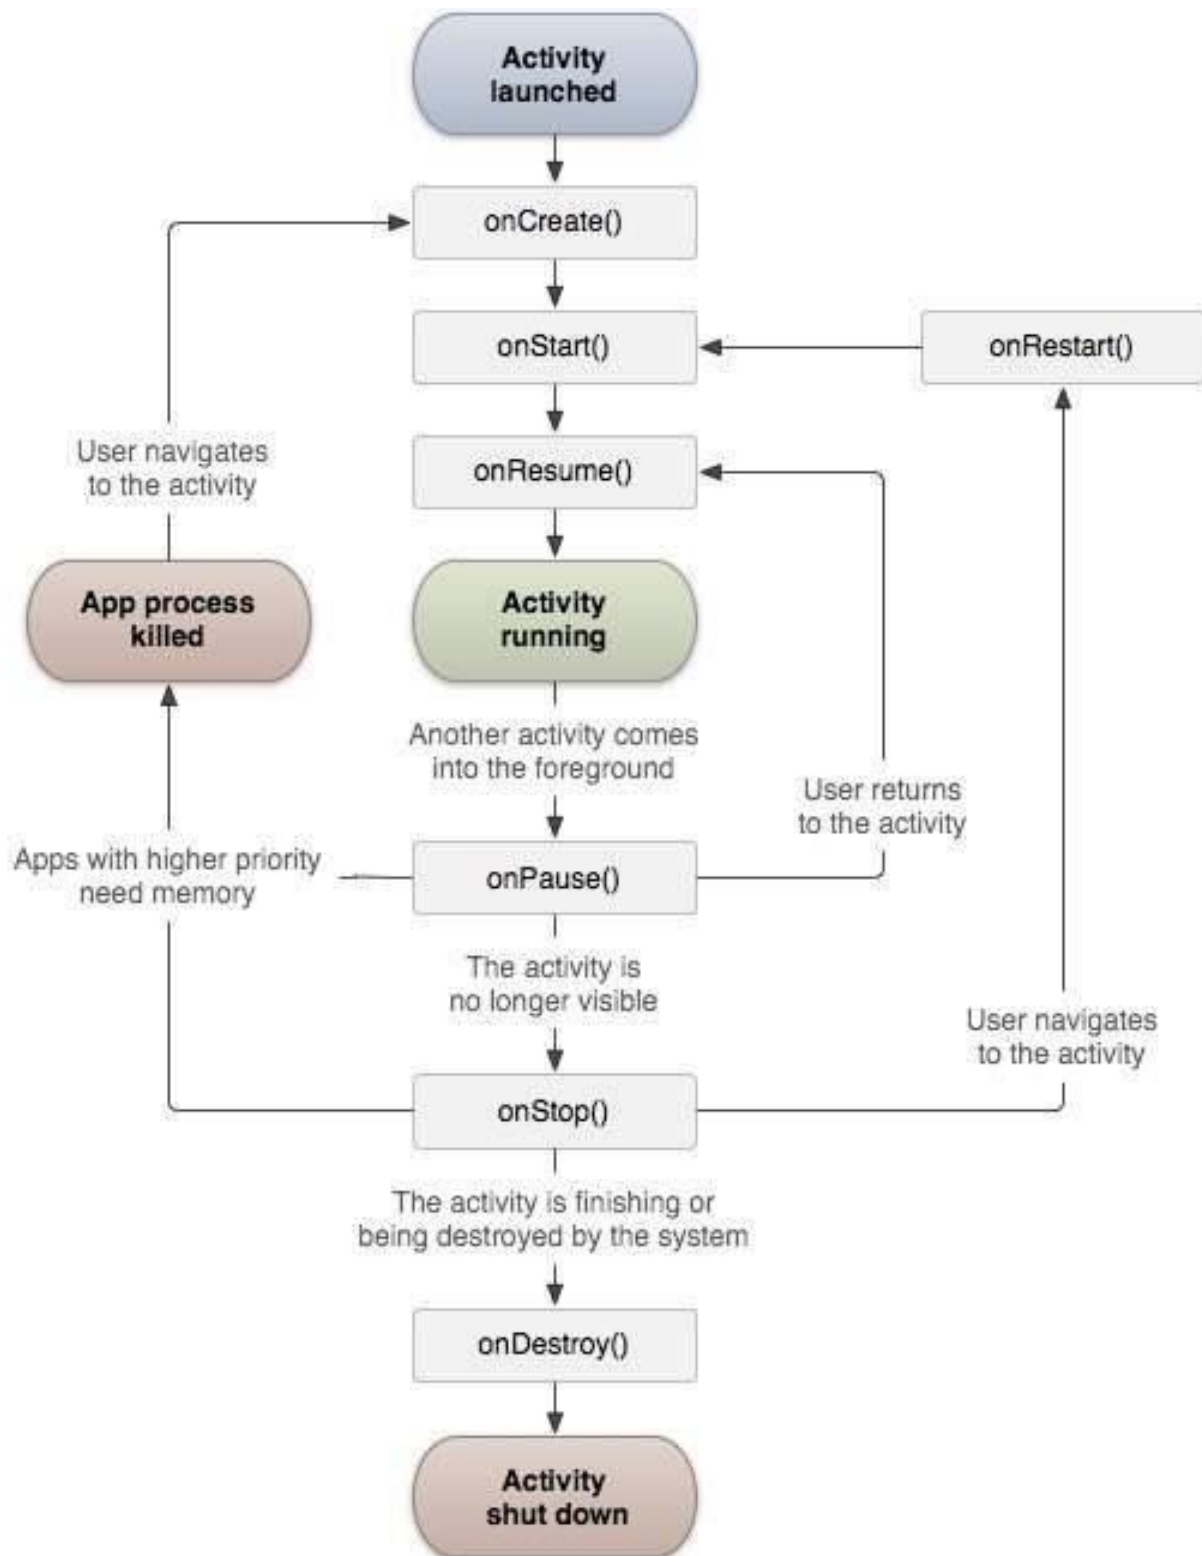 Activity
launched
onCreate()
onStart()
onRestart()
User navigates
to the activity
onResume()
App process
killed
Activity
running
Another activity comes
into the foreground
User returns
to the activity
Apps with higher priority
need memory
onPause()
The activity is
no longer visible
User navigates
to the activity
onStop()
The activity is finishing or
being destroyed by the system
onDestroy()
Activity
shut down